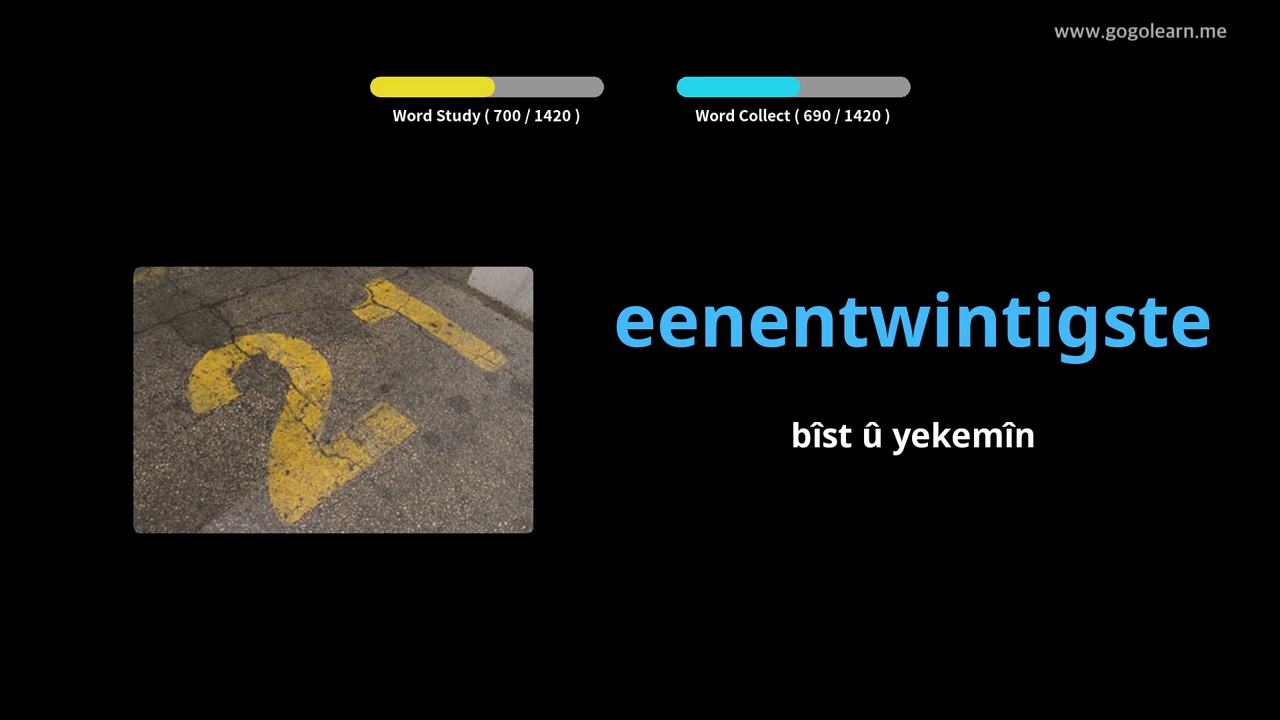 www.gogolearn.me
Word Study ( 700 / 1420 )
Word Collect ( 690 / 1420 )
21
eenentwintigste
bîst û yekemîn